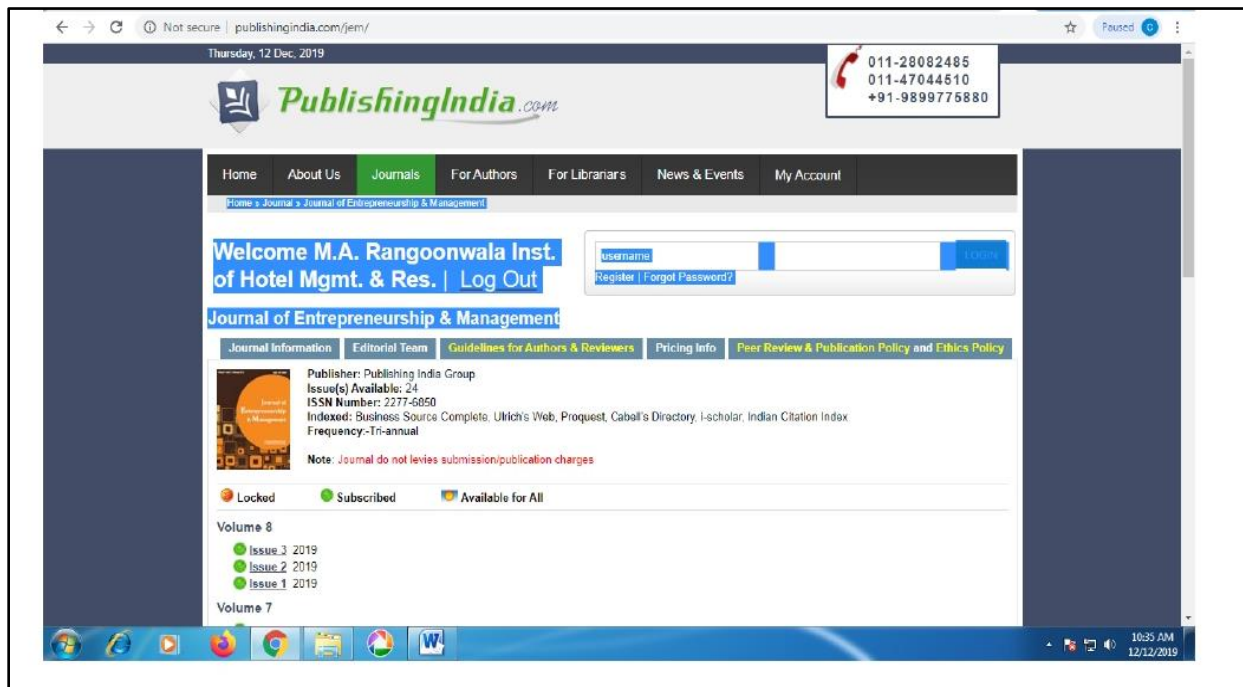 Not secure | publishingindia.com/jem/
Paused C
Thursday, 12 Dec, 2019
011-28082485
011-47044510
+91-9899775880
PublishingIndia.com
Home About Us Journals For Authors For Librarians News & Events My Account
Home » Journal » Journal of Entrepreneurship & Management
Welcome M.A. Rangoonwala Inst.
of Hotel Mgmt. & Res. | Log Out
username
LOGIN
Register | Forgot Password?
Journal of Entrepreneurship & Management
Journal Information Editorial Team Guidelines for Authors & Reviewers Pricing Info Peer Review & Publication Policy and Ethics Policy
Journal of
Entrepreneurship
& Management
Publisher: Publishing India Group
Issue(s) Available: 24
ISSN Number: 2277-6850
Indexed: Business Source Complete, Ulrich's Web, Proquest, Cabell's Directory, I-scholar, Indian Citation Index
Frequency:-Tri-annual
Note: Journal do not levies submission/publication charges
Locked Subscribed Available for All
Volume 8
Issue 3 2019
Issue 2 2019
Issue 1 2019
Volume 7
10:35 AM
12/12/2019